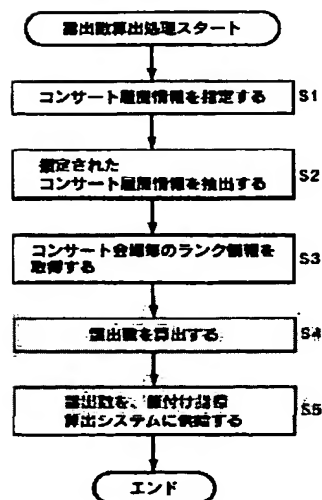 露出数算出処理スタート
コンサート履歴情報を指定する
S1
指定された
コンサート履歴情報を抽出する
S2
コンサート会場毎のランク情報を
取得する
S3
露出数を算出する
S4
露出数を、値付け指標
算出システムに供給する
S5
エンド